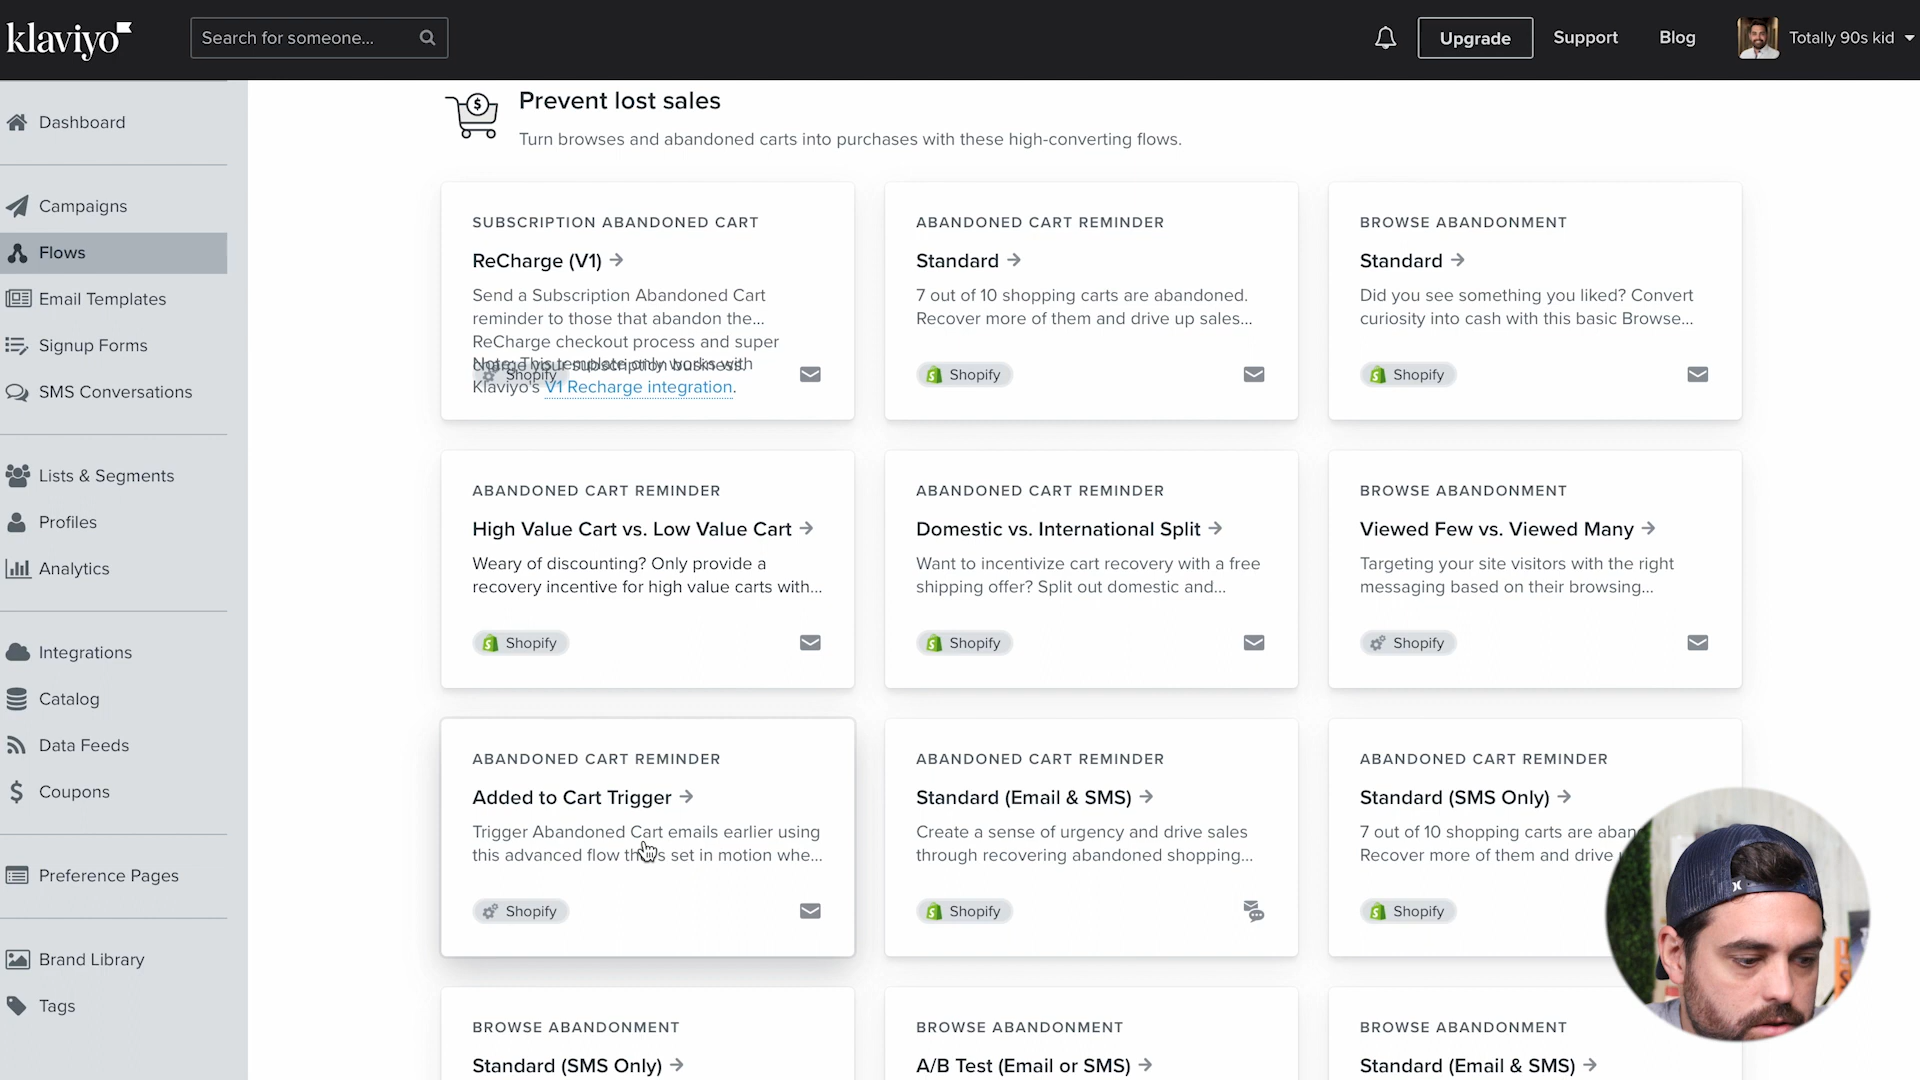 klaviyo
Search for someone...
Upgrade
Support
Blog
Totally 90s kid
Dashboard
Campaigns
Flows
Email Templates
Signup Forms
SMS Conversations
Lists & Segments
Profiles
Analytics
Integrations
Catalog
Data Feeds
Coupons
Preference Pages
Brand Library
Tags
Prevent lost sales
Turn browses and abandoned carts into purchases with these high-converting flows.
SUBSCRIPTION ABANDONED CART
ReCharge (V1)
Send a Subscription Abandoned Cart
reminder to those that abandon the...
ReCharge checkout process and super
charge your subscription business.
Note: This template only works with
Shopify
Klaviyo's V1 Recharge integration.
ABANDONED CART REMINDER
Standard
7 out of 10 shopping carts are abandoned.
Recover more of them and drive up sales...
Shopify
BROWSE ABANDONMENT
Standard
Did you see something you liked? Convert
curiosity into cash with this basic Browse...
Shopify
ABANDONED CART REMINDER
High Value Cart vs. Low Value Cart
Weary of discounting? Only provide a
recovery incentive for high value carts with...
Shopify
ABANDONED CART REMINDER
Domestic vs. International Split
Want to incentivize cart recovery with a free
shipping offer? Split out domestic and...
Shopify
BROWSE ABANDONMENT
Viewed Few vs. Viewed Many
Targeting your site visitors with the right
messaging based on their browsing...
Shopify
ABANDONED CART REMINDER
Added to Cart Trigger
Trigger Abandoned Cart emails earlier using
this advanced flow that's set in motion whe...
Shopify
ABANDONED CART REMINDER
Standard (Email & SMS)
Create a sense of urgency and drive sales
through recovering abandoned shopping...
Shopify
ABANDONED CART REMINDER
Standard (SMS Only)
7 out of 10 shopping carts are aban
Recover more of them and drive
Shopify
BROWSE ABANDONMENT
Standard (SMS Only)
BROWSE ABANDONMENT
A/B Test (Email or SMS)
BROWSE ABANDONMENT
Standard (Email & SMS)